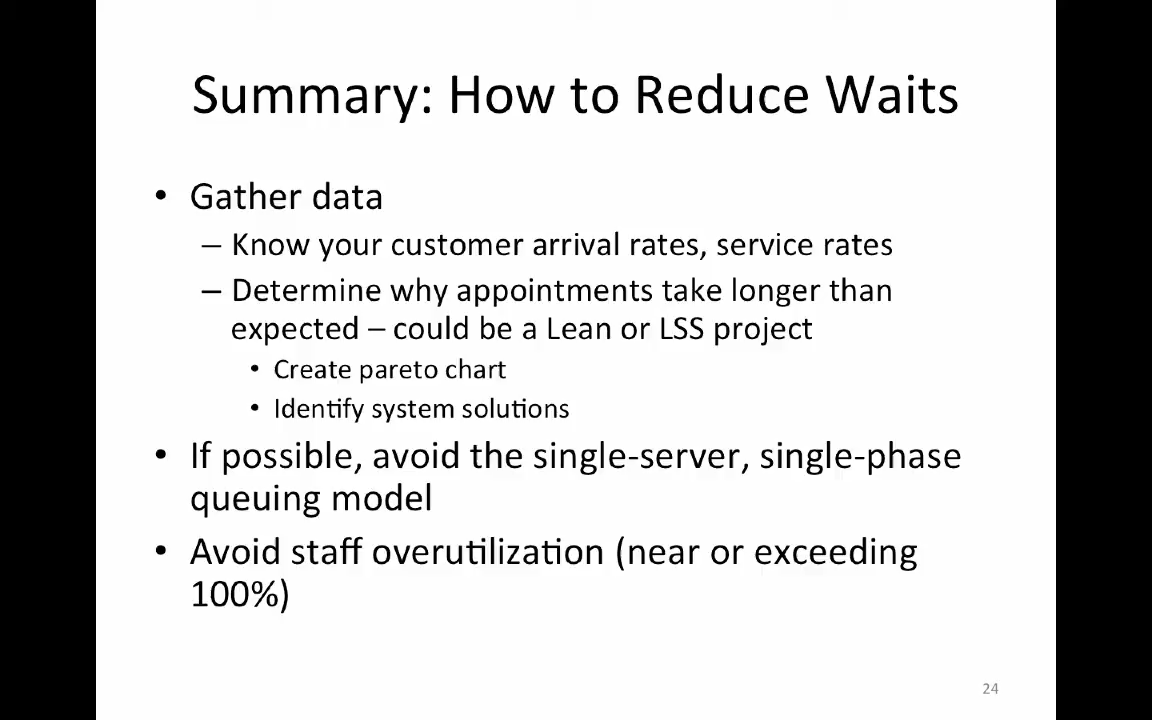 Summary: How to Reduce Waits
• Gather data
– Know your customer arrival rates, service rates
– Determine why appointments take longer than
expected – could be a Lean or LSS project
• Create pareto chart
• Identify system solutions
• If possible, avoid the single-server, single-phase
queuing model
• Avoid staff overutilization (near or exceeding
100%)
24